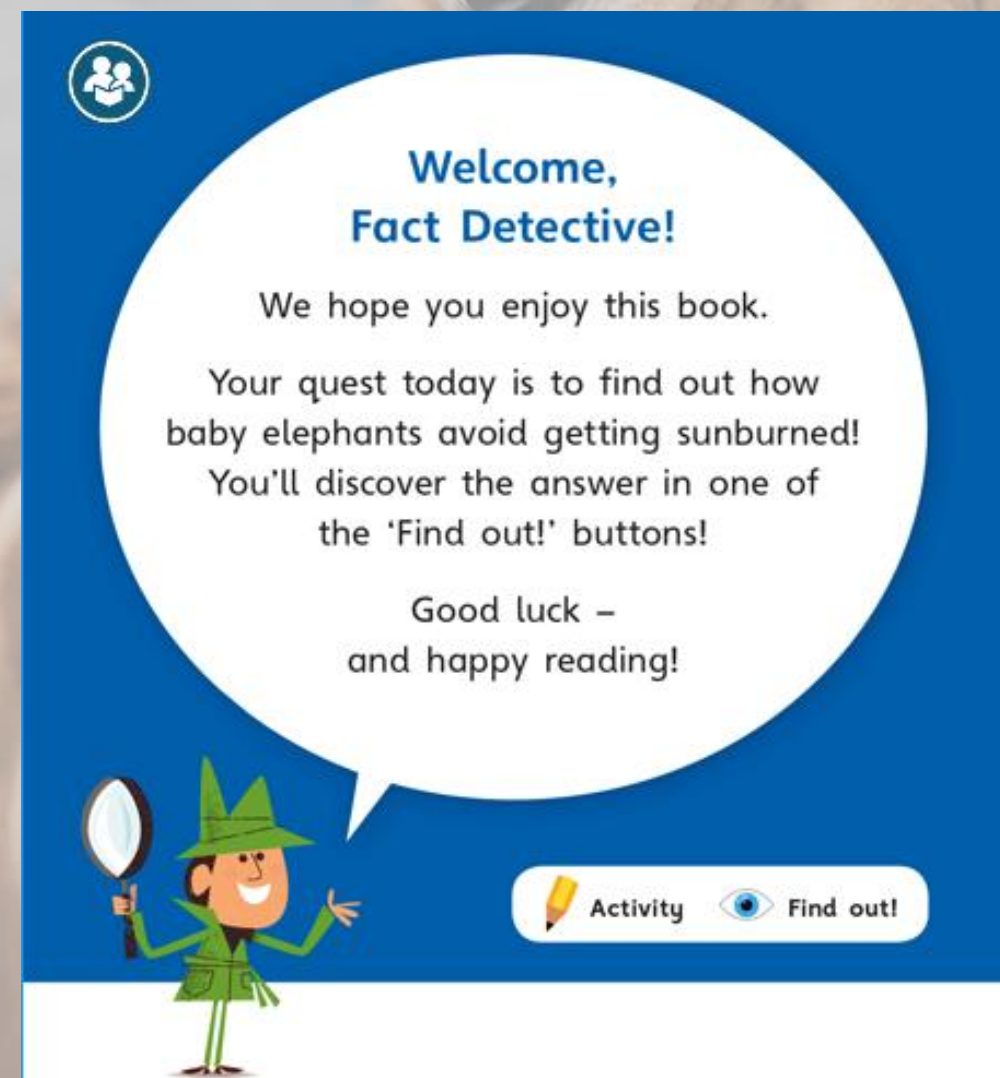 Welcome,
Fact Detective!
We hope you enjoy this book.
Your quest today is to find out how
baby elephants avoid getting sunburned!
You'll discover the answer in one of
the ‘Find out!’ buttons!
Good luck –
and happy reading!
Activity Find out!